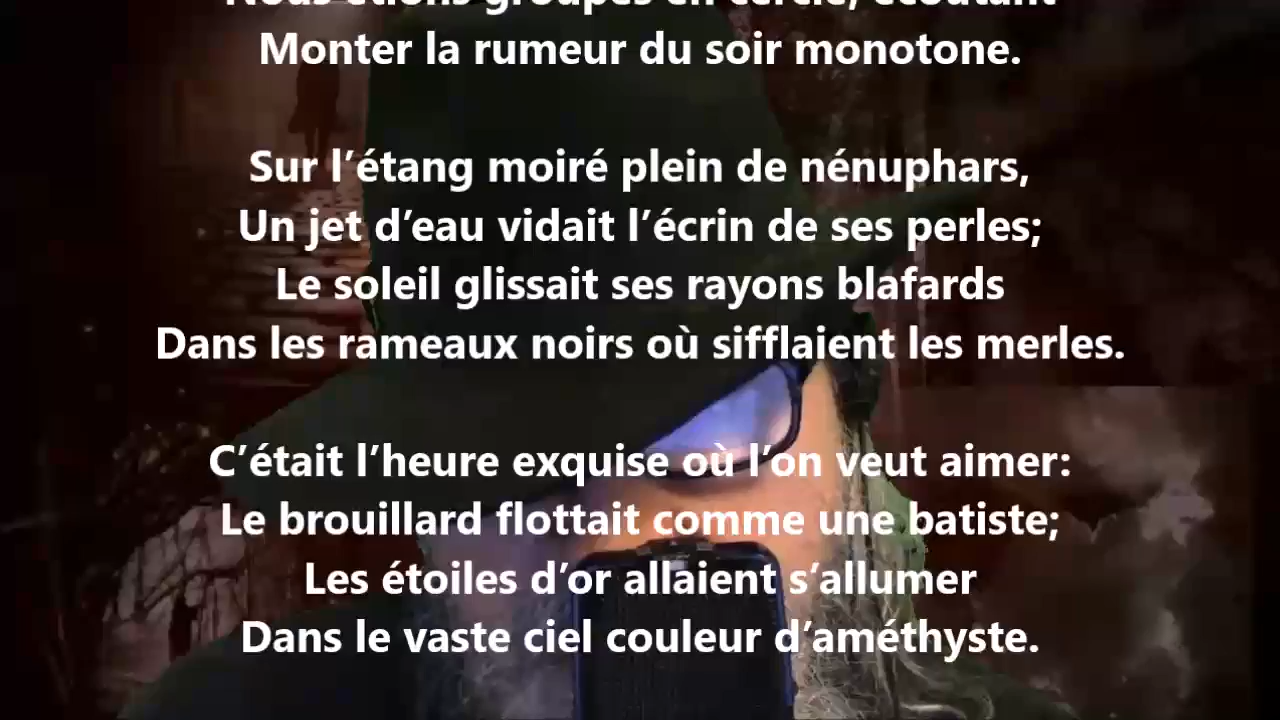 Nous étions groupés en cercle, écoutant
Monter la rumeur du soir monotone.
Sur l’étang moiré plein de nénuphars,
Un jet d’eau vidait l’écrin de ses perles;
Le soleil glissait ses rayons blafards
Dans les rameaux noirs où sifflaient les merles.
C’était l’heure exquise où l’on veut aimer:
Le brouillard flottait comme une batiste;
Les étoiles d’or allaient s’allumer
Dans le vaste ciel couleur d’améthyste.